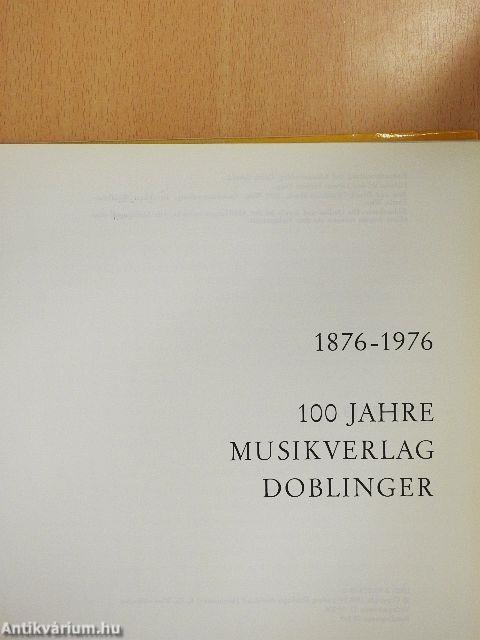 1876-1976
100 JAHRE
MUSIKVERLAG
DOBLINGER
Antikvárium.hu